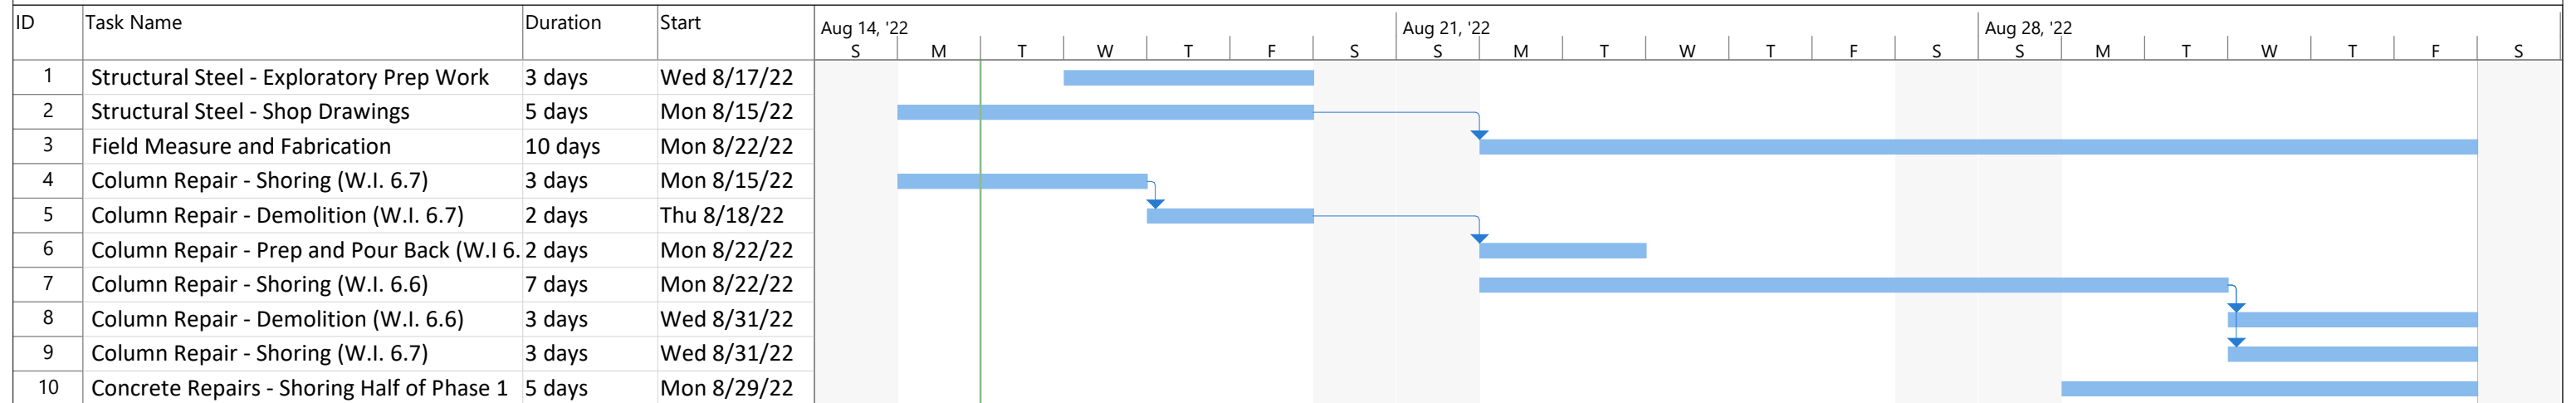 ID Task Name Duration Start Aug 14, '22 Aug 21, '22 Aug 28, '22
S M T W T F S S M T W T F S S M T W T F S
1 Structural Steel - Exploratory Prep Work 3 days Wed 8/17/22
2 Structural Steel - Shop Drawings 5 days Mon 8/15/22
3 Field Measure and Fabrication 10 days Mon 8/22/22
4 Column Repair - Shoring (W.I. 6.7) 3 days Mon 8/15/22
5 Column Repair - Demolition (W.I. 6.7) 2 days Thu 8/18/22
6 Column Repair - Prep and Pour Back (W.I 6. 2 days Mon 8/22/22
7 Column Repair - Shoring (W.I. 6.6) 7 days Mon 8/22/22
8 Column Repair - Demolition (W.I. 6.6) 3 days Wed 8/31/22
9 Column Repair - Shoring (W.I. 6.7) 3 days Wed 8/31/22
10 Concrete Repairs - Shoring Half of Phase 1 5 days Mon 8/29/22